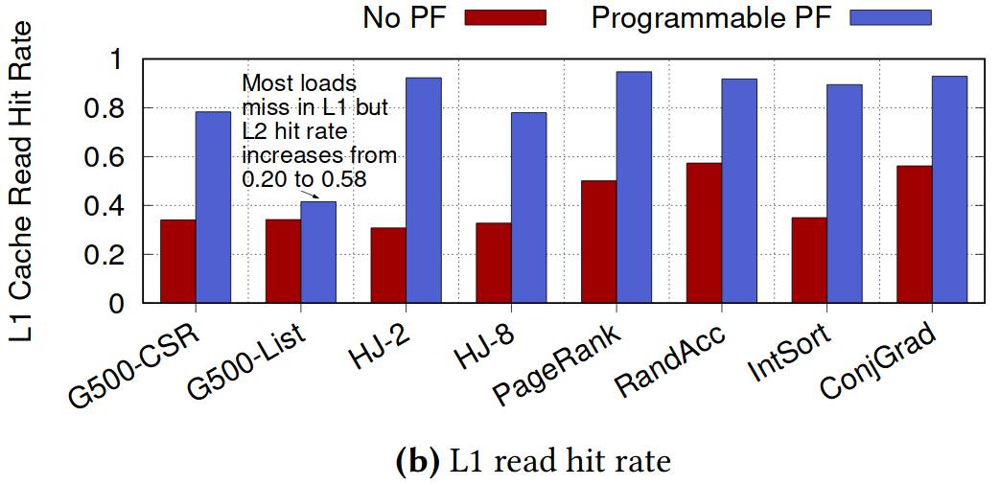 No PF
Programmable PF
L1 Cache Read Hit Rate
1
0.8
0.6
0.4
0.2
0
Most loads
miss in L1 but
L2 hit rate
increases from
0.20 to 0.58
G500-CSR
G500-List
HJ-2
HJ-8
PageRank
RandAcc
IntSort
ConjGrad
(b) L1 read hit rate